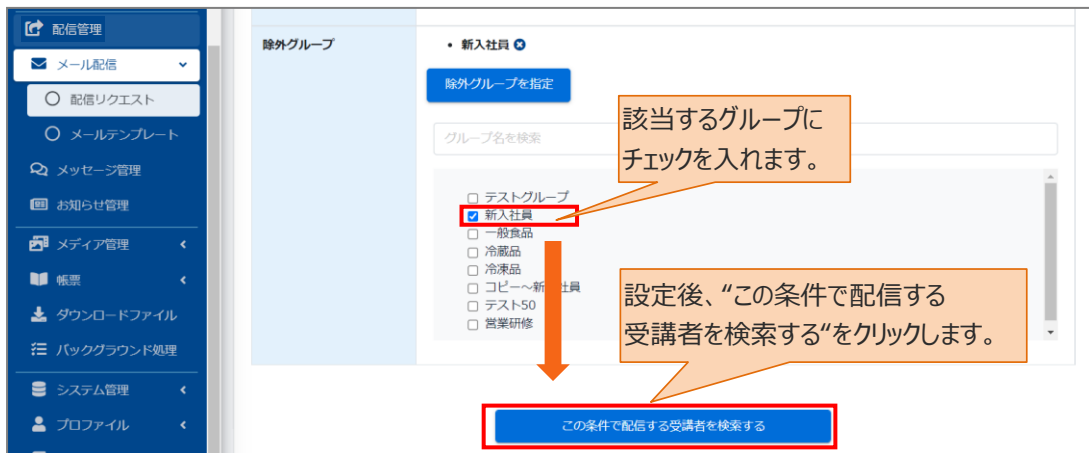 配信管理
メール配信
配信リクエスト
メールテンプレート
メッセージ管理
お知らせ管理
メディア管理
帳票
ダウンロードファイル
バックグラウンド処理
システム管理
プロファイル
除外グループ
新入社員
除外グループを指定
グループ名を検索
該当するグループに
チェックを入れます。
テストグループ
新入社員
一般食品
冷蔵品
冷凍品
コピー〜新 社員
テスト50
営業研修
設定後、“この条件で配信する
受講者を検索する“をクリックします。
この条件で配信する受講者を検索する